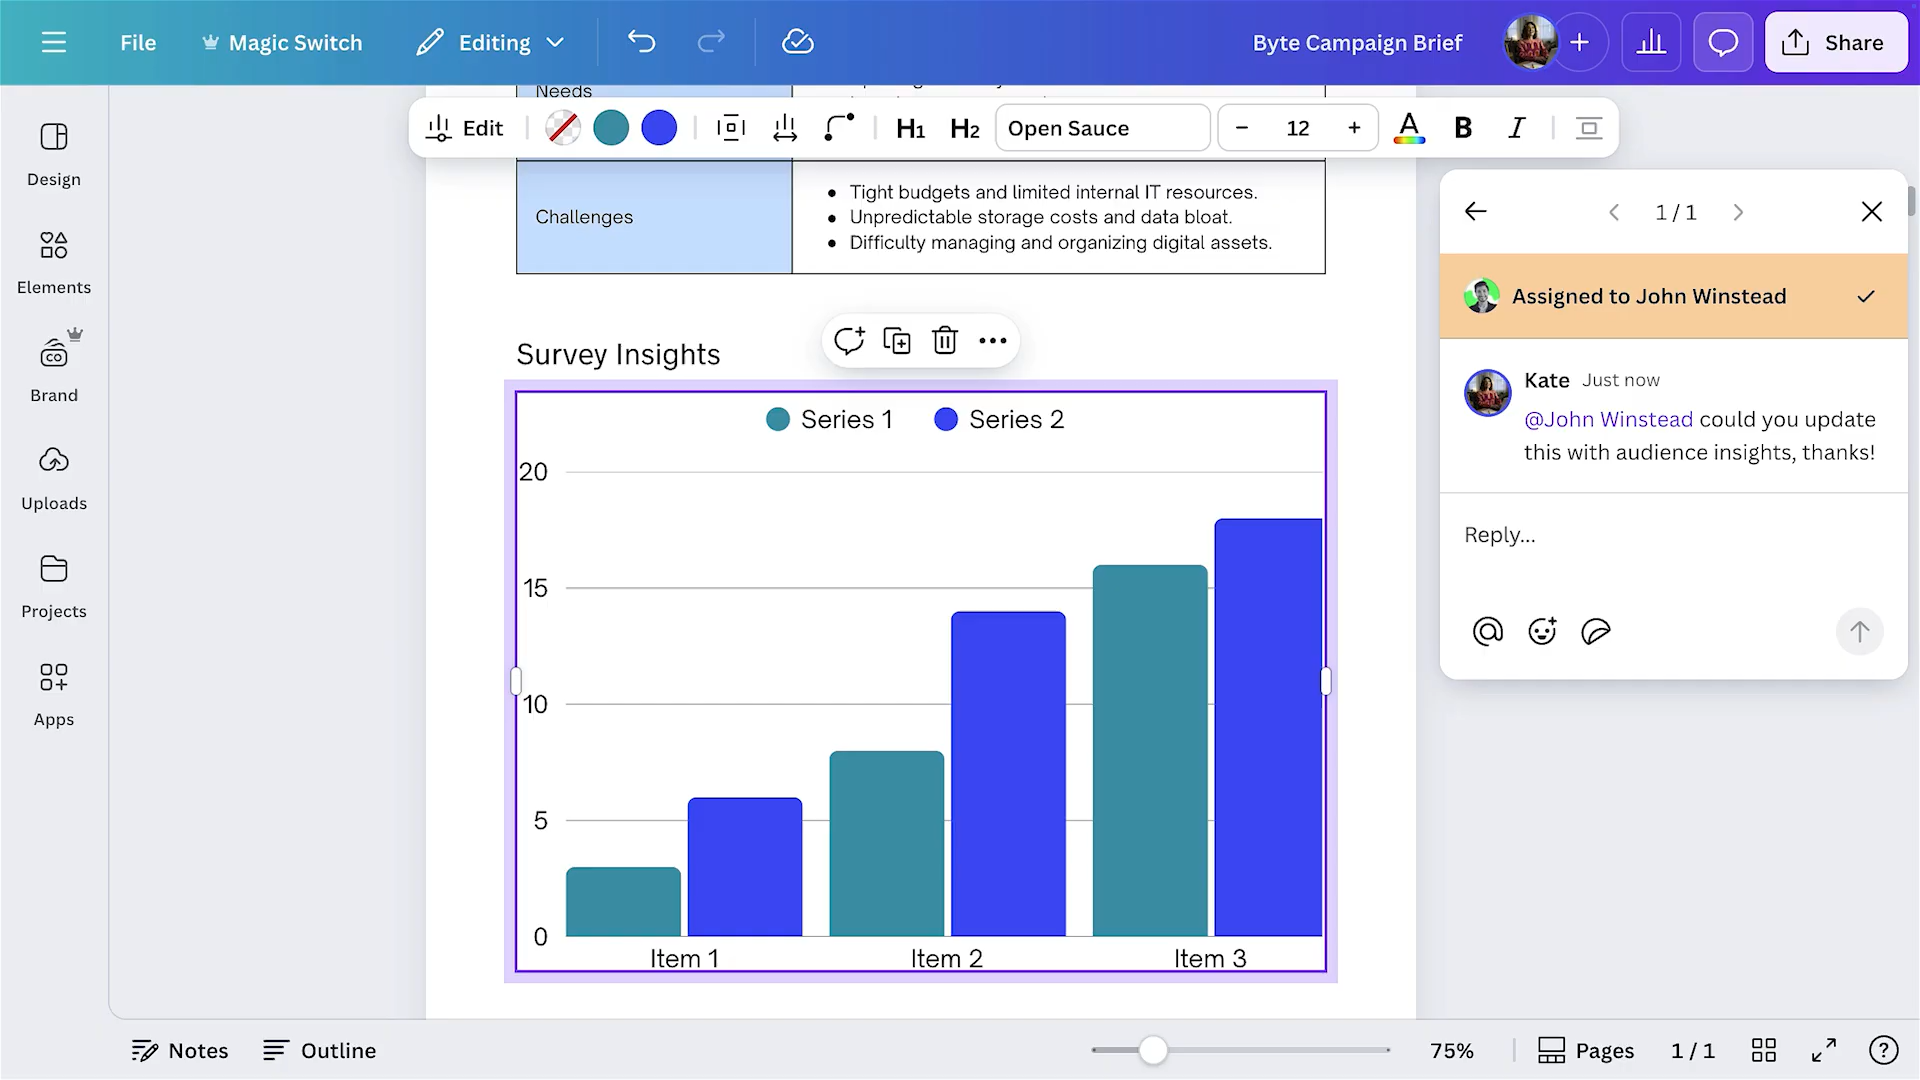 File
Magic Switch
Editing
Byte Campaign Brief
Share
Needs
Edit
H1
H2
Open Sauce
− 12 +
A
B
I
Design
Elements
Brand
Uploads
Projects
Apps
Challenges
Tight budgets and limited internal IT resources.
Unpredictable storage costs and data bloat.
Difficulty managing and organizing digital assets.
Survey Insights
Series 1
Series 2
20
15
10
5
0
Item 1
Item 2
Item 3
1 / 1
Assigned to John Winstead
Kate Just now
@John Winstead could you update
this with audience insights, thanks!
Reply...
Notes
Outline
75%
Pages
1 / 1